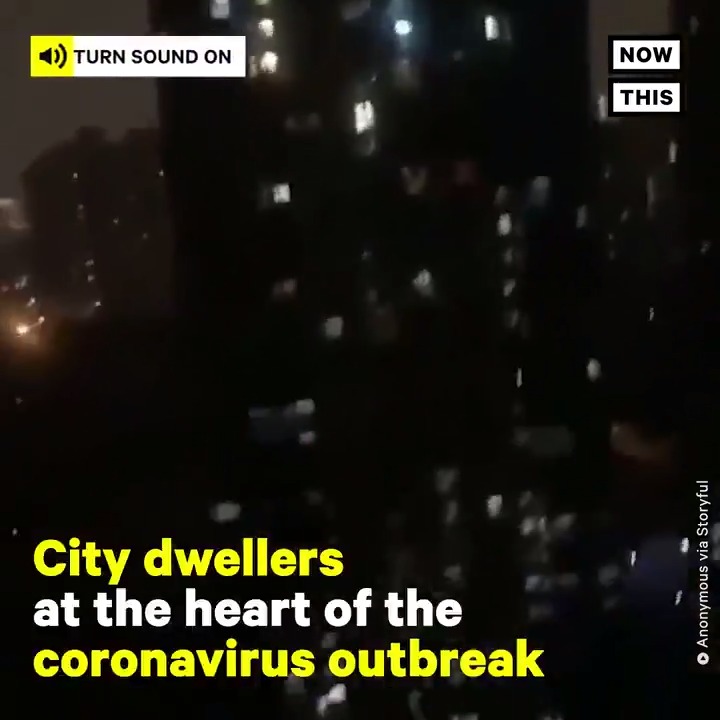 TURN SOUND ON
NOW
THIS
City dwellers
at the heart of the
coronavirus outbreak
Anonymous via Storyful